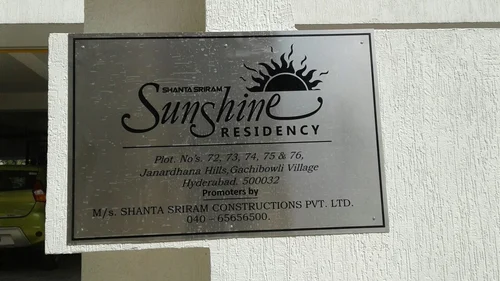 SHANTA SRIRAM
Sunshine
RESIDENCY
Plot. No's. 72, 73, 74, 75 & 76,
Janardhana Hills,Gachibowli Village
Hyderabad. 500032
Promoters by
M/s. SHANTA SRIRAM CONSTRUCTIONS PVT. LTD.
040 - 65656500.